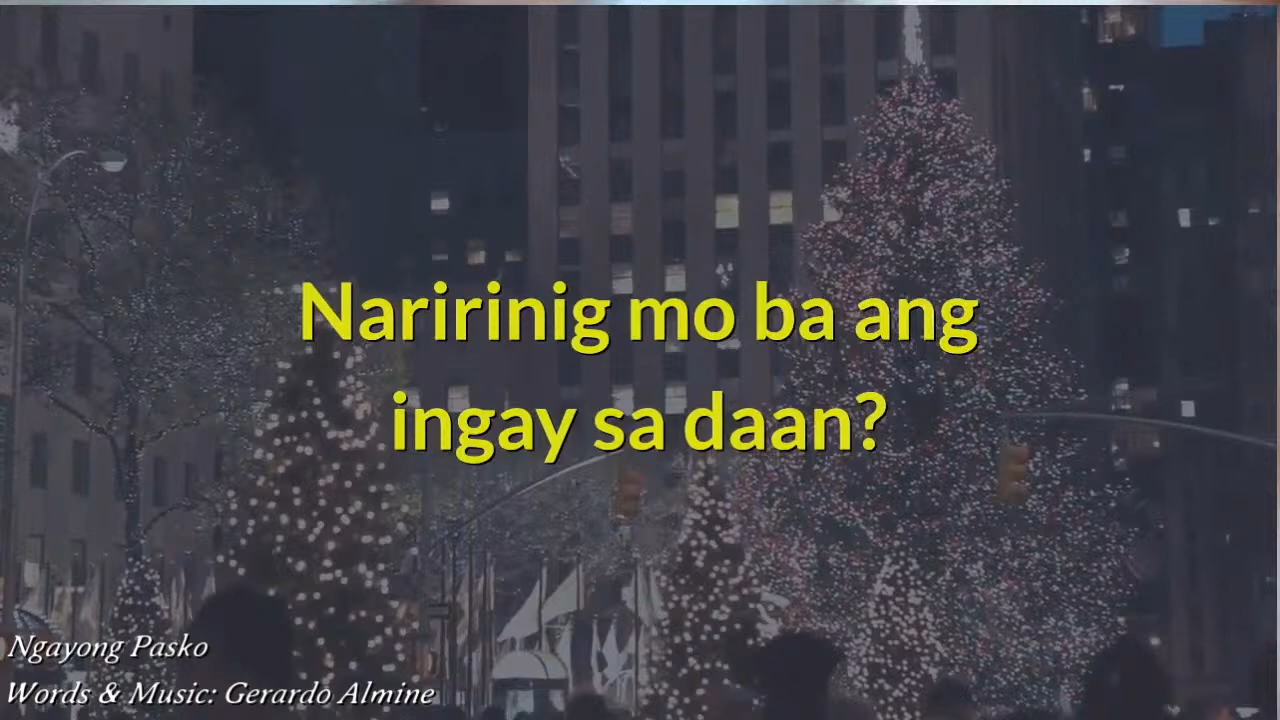 Naririnig mo ba ang
ingay sa daan?
Ngayong Pasko
Words & Music: Gerardo Almine